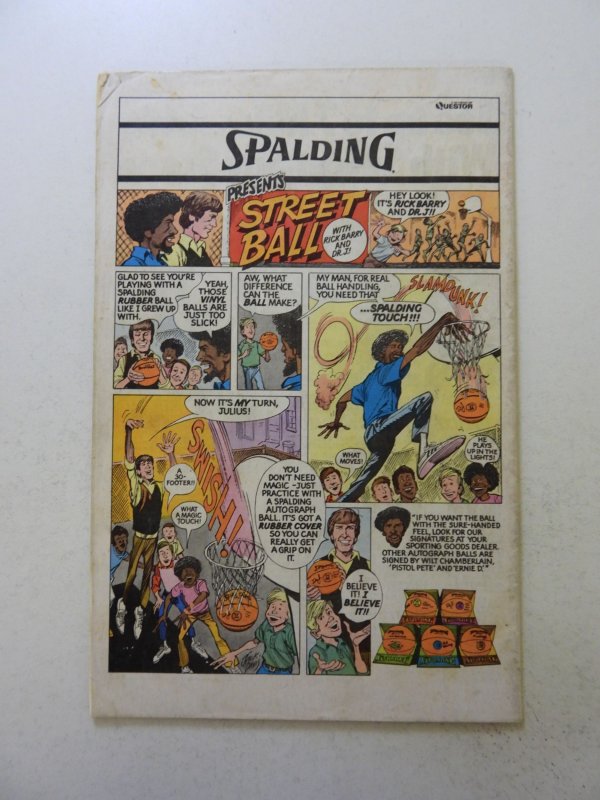 QUESTOR
SPALDING
PRESENTS
STREET
BALL
WITH
RICK BARRY
AND
DR. J!
HEY LOOK!
IT'S RICK BARRY
AND DR. J!!
GLAD TO SEE YOU'RE
PLAYING WITH A
SPALDING
RUBBER BALL
LIKE I GREW UP
WITH.
YEAH,
THOSE
VINYL
BALLS ARE
JUST TOO
SLICK!
AW, WHAT
DIFFERENCE
CAN THE
BALL MAKE?
MY MAN, FOR REAL
BALL HANDLING,
YOU NEED THAT
...SPALDING
TOUCH!!!
SLAM DUNK!
WHAT
MOVES!
HE
PLAYS
UP IN THE
LIGHTS!
NOW IT'S MY TURN,
JULIUS!
A
20-
FOOTER!!
WHAT
A MAGIC
TOUCH!
SWISH!
YOU
DON'T NEED
MAGIC - JUST
PRACTICE WITH
A SPALDING
AUTOGRAPH
BALL. IT'S GOT A
RUBBER COVER
SO YOU CAN
REALLY GET
A GRIP ON
IT.
I
BELIEVE
IT! I
BELIEVE
IT!!
"IF YOU WANT THE BALL
WITH THE SURE-HANDED
FEEL, LOOK FOR OUR
SIGNATURES AT YOUR
SPORTING GOODS DEALER.
OTHER AUTOGRAPH BALLS ARE
SIGNED BY WILT CHAMBERLAIN,
'PISTOL PETE' AND 'ERNIE D.'"